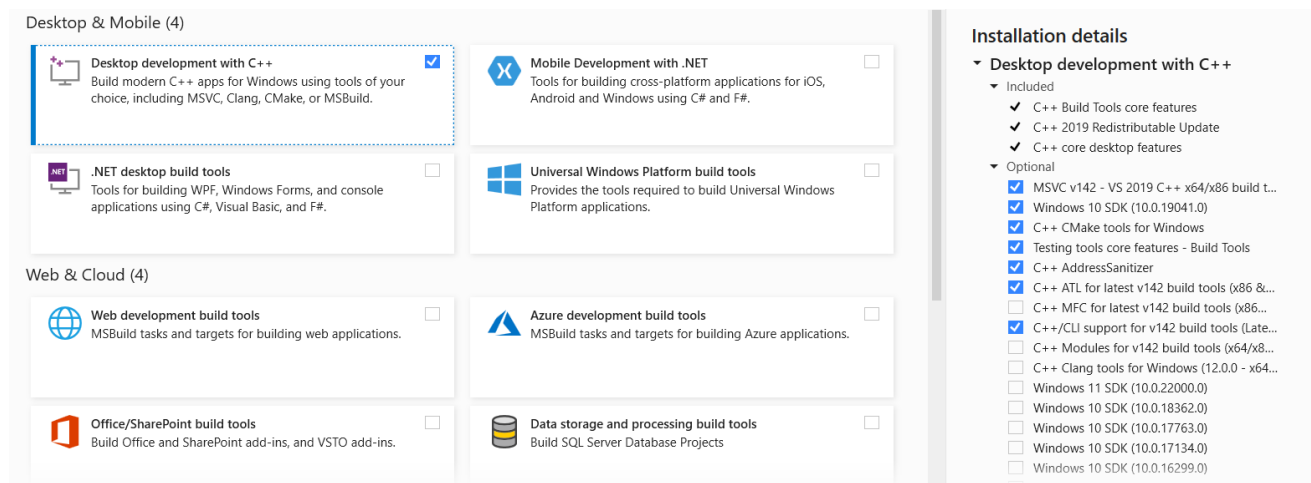 Desktop & Mobile (4)
Desktop development with C++
Build modern C++ apps for Windows using tools of your
choice, including MSVC, Clang, CMake, or MSBuild.
Mobile Development with .NET
Tools for building cross-platform applications for iOS,
Android and Windows using C# and F#.
.NET
.NET desktop build tools
Tools for building WPF, Windows Forms, and console
applications using C#, Visual Basic, and F#.
Universal Windows Platform build tools
Provides the tools required to build Universal Windows
Platform applications.
Web & Cloud (4)
Web development build tools
MSBuild tasks and targets for building web applications.
Azure development build tools
MSBuild tasks and targets for building Azure applications.
Office/SharePoint build tools
Build Office and SharePoint add-ins, and VSTO add-ins.
Data storage and processing build tools
Build SQL Server Database Projects
Installation details
Desktop development with C++
Included
C++ Build Tools core features
C++ 2019 Redistributable Update
C++ core desktop features
Optional
MSVC v142 - VS 2019 C++ x64/x86 build t...
Windows 10 SDK (10.0.19041.0)
C++ CMake tools for Windows
Testing tools core features - Build Tools
C++ AddressSanitizer
C++ ATL for latest v142 build tools (x86 &...
C++ MFC for latest v142 build tools (x86...
C++/CLI support for v142 build tools (Late...
C++ Modules for v142 build tools (x64/x8...
C++ Clang tools for Windows (12.0.0 - x64...
Windows 11 SDK (10.0.22000.0)
Windows 10 SDK (10.0.18362.0)
Windows 10 SDK (10.0.17763.0)
Windows 10 SDK (10.0.17134.0)
Windows 10 SDK (10.0.16299.0)